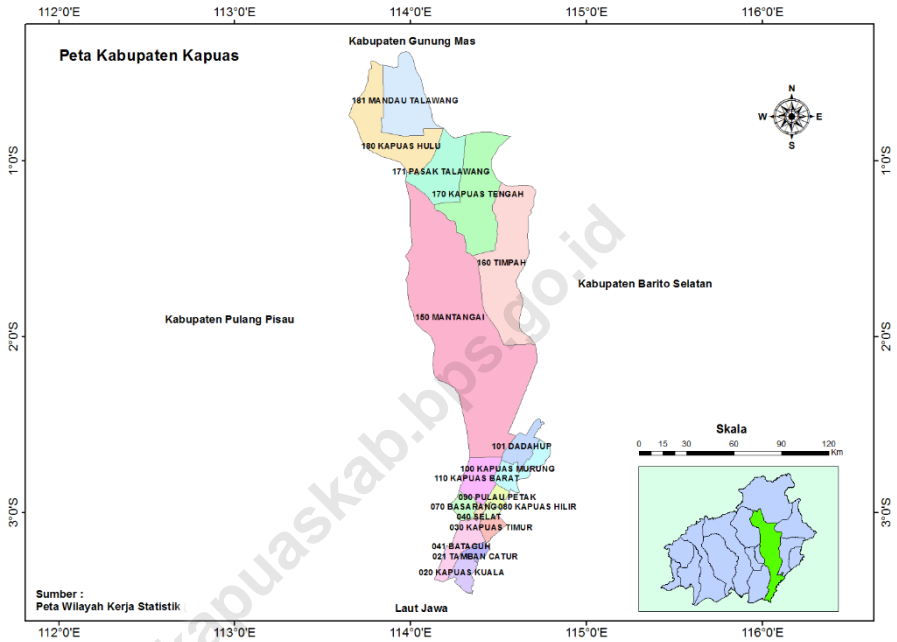 112°0'E 113°0'E 114°0'E 115°0'E 116°0'E
Kabupaten Gunung Mas
Peta Kabupaten Kapuas
N
W E
S
181 MANDAU TALAWANG
180 KAPUAS HULU
1°0'S 1°0'S
171 PASAK TALAWANG
170 KAPUAS TENGAH
160 TIMPAH
Kabupaten Barito Selatan
150 MANTANGAI
Kabupaten Pulang Pisau
2°0'S 2°0'S
Skala
0 15 30 60 90 120
Km
101 DADAHUP
100 KAPUAS MURUNG
110 KAPUAS BARAT
090 PULAU PETAK
070 BASARANG 080 KAPUAS HILIR
3°0'S 3°0'S
040 SELAT
030 KAPUAS TIMUR
041 BATAGUH
021 TAMBAN CATUR
020 KAPUAS KUALA
Sumber :
Peta Wilayah Kerja Statistik
Laut Jawa
112°0'E 113°0'E 114°0'E 115°0'E 116°0'E
kapuaskab.bps.go.id